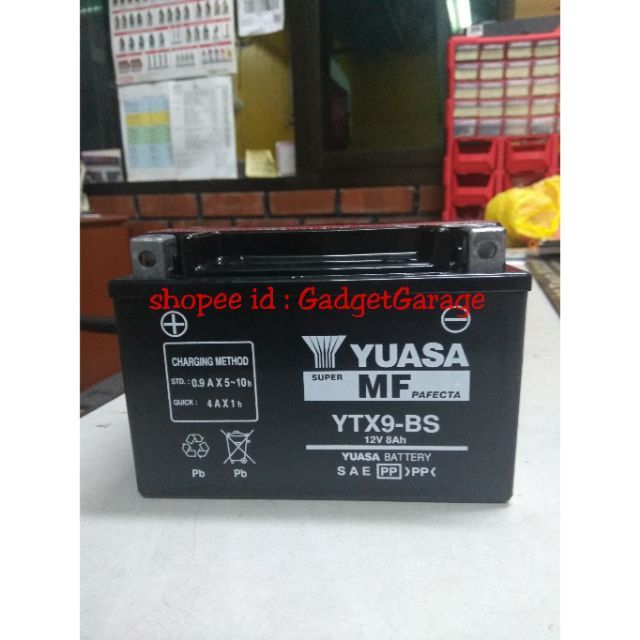 shopee id : GadgetGarage
CHARGING METHOD
STD. : 0.9 A X 5~10h
QUICK : 4 A X 1h
Pb Pb
YUASA
SUPER MF PAFECTA
YTX9-BS
12V 8Ah
YUASA BATTERY
SAE PP >PP<